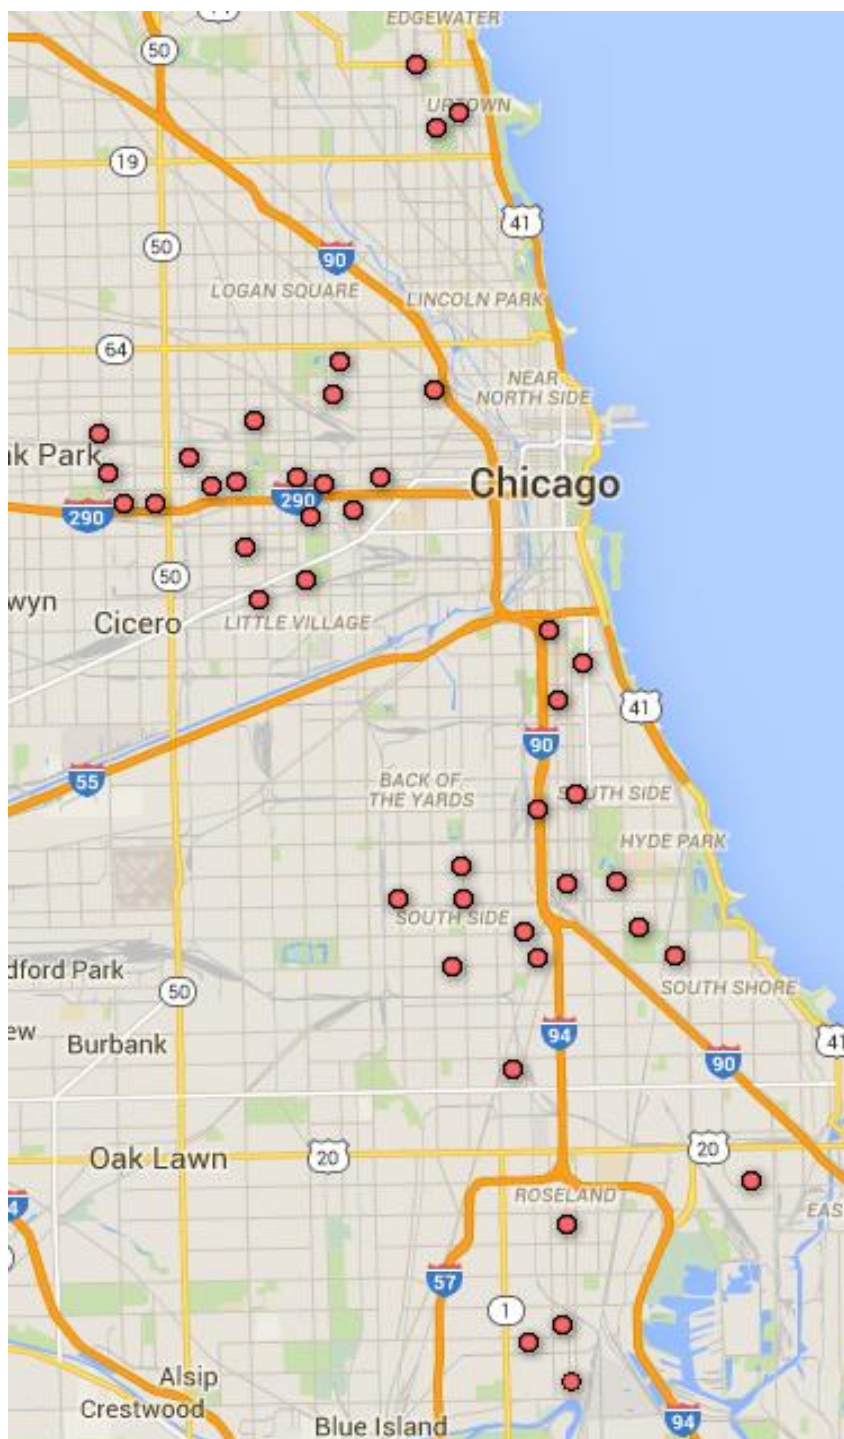 EDGEWATER
50
UPTOWN
19
41
50
90
LOGAN SQUARE
LINCOLN PARK
64
NEAR
NORTH SIDE
ak Park
Chicago
290
290
50
wyn
Cicero
LITTLE VILLAGE
41
90
55
BACK OF
THE YARDS
SOUTH SIDE
HYDE PARK
SOUTH SIDE
dford Park
SOUTH SHORE
50
ew
Burbank
94
41
90
Oak Lawn
20
20
ROSELAND
4
EAS
57
1
Alsip
Crestwood
Blue Island
94